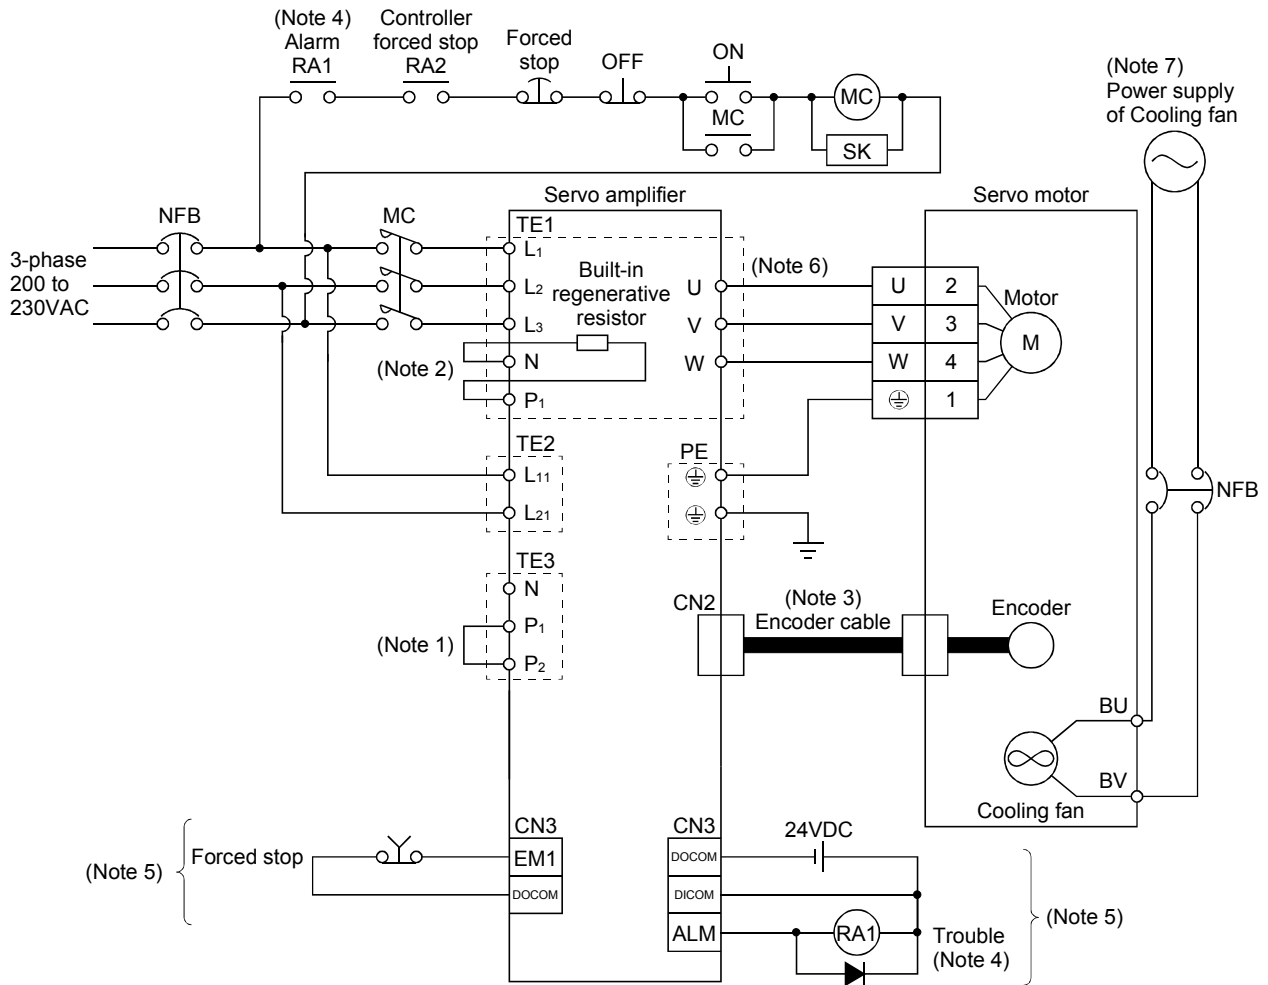 (Note 4)
Alarm
RA1
Controller
forced stop
RA2
Forced
stop
OFF
ON
MC
MC
SK
(Note 7)
Power supply
of Cooling fan
Servo amplifier
Servo motor
NFB
MC
TE1
3-phase
200 to
230VAC
L1
L2
L3
N
P1
Built-in
regenerative
resistor
(Note 2)
U
V
W
(Note 6)
U 2
V 3
W 4
1
Motor
M
TE2
L11
L21
PE
NFB
TE3
N
P1
P2
(Note 1)
CN2
(Note 3)
Encoder cable
Encoder
BU
BV
Cooling fan
(Note 5)
Forced stop
CN3
EM1
DOCOM
CN3
DOCOM
DICOM
ALM
24VDC
RA1
Trouble
(Note 4)
(Note 5)